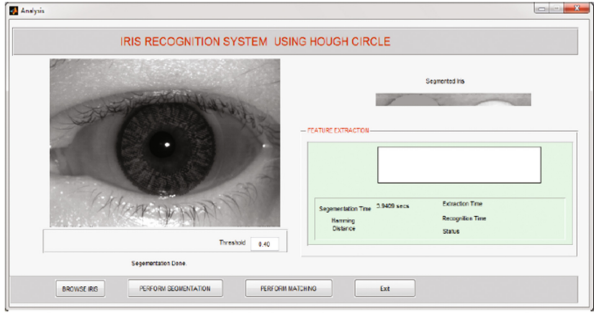 Analysis
IRIS RECOGNITION SYSTEM USING HOUGH CIRCLE
Segmented Iris
FEATURE EXTRACTION
Segementation Time 3.9409 secs Extraction Time
Hamming Distance
Recognition Time
Status
Threshold 0.40
Segementation Done.
BROWSE IRIS PERFORM SEGMENTATION PERFORM MATCHING Exit